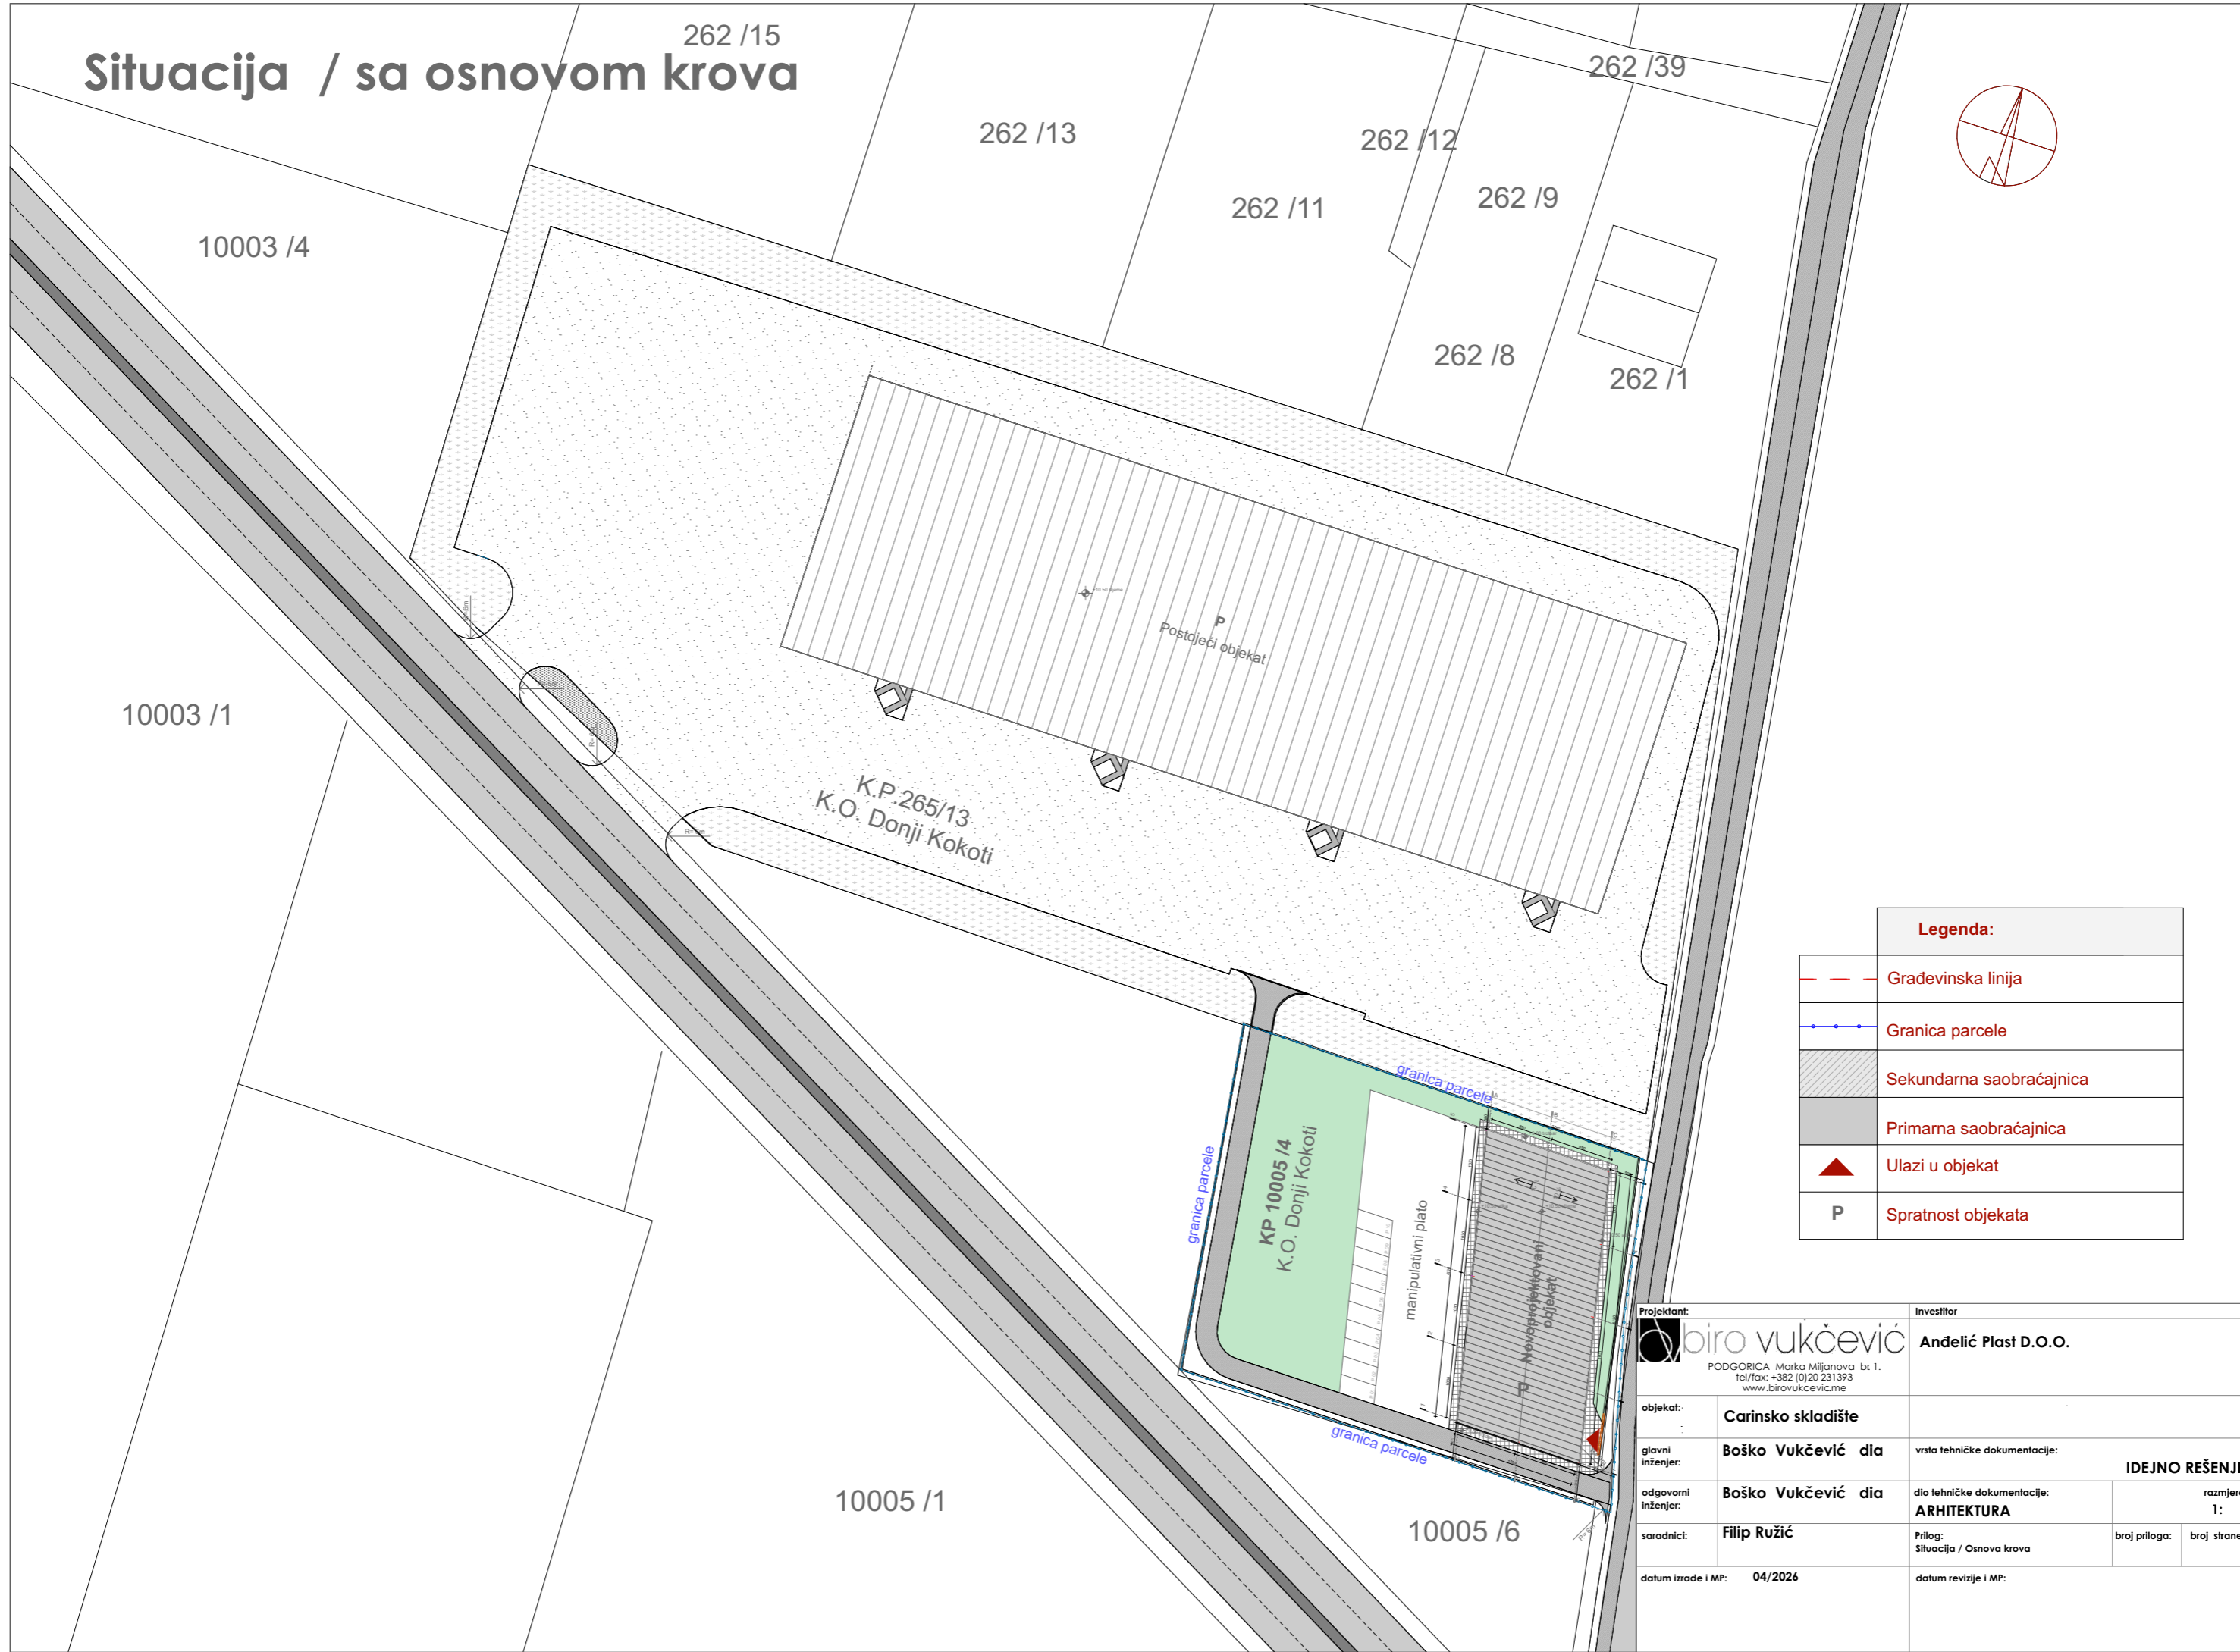 Situacija / sa osnovom krova
262 /15
262 /39
262 /13
262 /12
262 /11
262 /9
10003 /4
262 /8
262 /1
P
Postojeći objekat
10003 /1
K.P.265/13
K.O. Donji Kokoti
Legenda:
Građevinska linija
Granica parcele
Sekundarna saobraćajnica
Primarna saobraćajnica
Ulazi u objekat
P
Spratnost objekata
granica parcele
granica parcele
KP 10005 /4
K.O. Donji Kokoti
manipulativni plato
Novoprojektovani
objekat
P
granica parcele
10005 /1
10005 /6
Projektant:
Investitor
biro vukčević
Anđelić Plast D.O.O.
PODGORICA Marka Miljanova br 1.
tel/fax: +382 (0)20 231393
www.birovukcevic.me
objekat:
Carinsko skladište
glavni
inženjer:
Boško Vukčević dia
vrsta tehničke dokumentacije:
IDEJNO REŠENJE
odgovorni
inženjer:
Boško Vukčević dia
dio tehničke dokumentacije:
ARHITEKTURA
razmjera
1:
saradnici:
Filip Ružić
Prilog:
Situacija / Osnova krova
broj priloga:
broj strane
datum izrade i MP: 04/2026
datum revizije i MP: